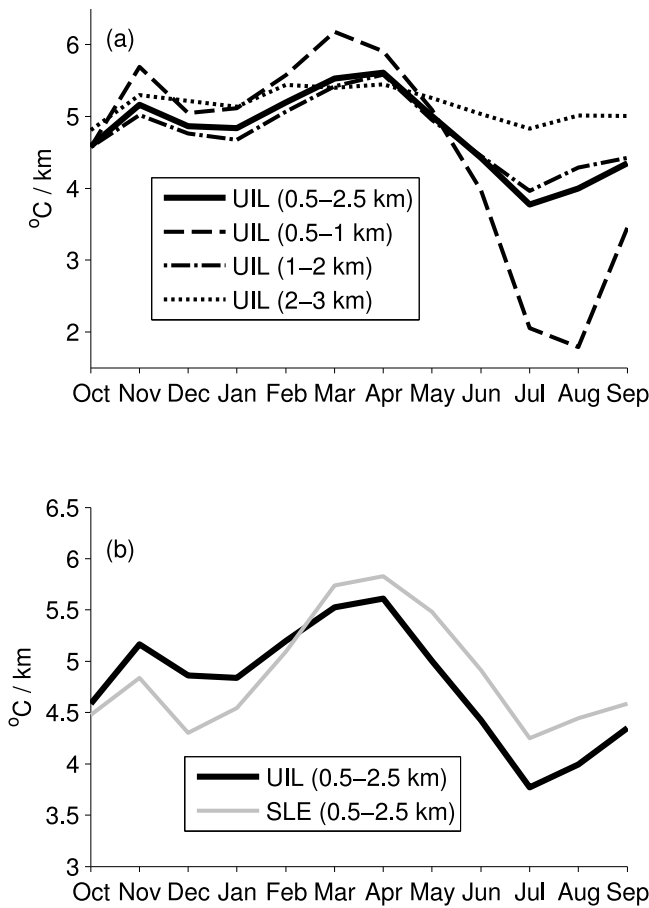 (a)
6
5
4
3
2
°C / km
UIL (0.5–2.5 km)
UIL (0.5–1 km)
UIL (1–2 km)
UIL (2–3 km)
Oct Nov Dec Jan Feb Mar Apr May Jun Jul Aug Sep
(b)
6.5
6
5.5
5
4.5
4
3.5
3
°C / km
UIL (0.5–2.5 km)
SLE (0.5–2.5 km)
Oct Nov Dec Jan Feb Mar Apr May Jun Jul Aug Sep